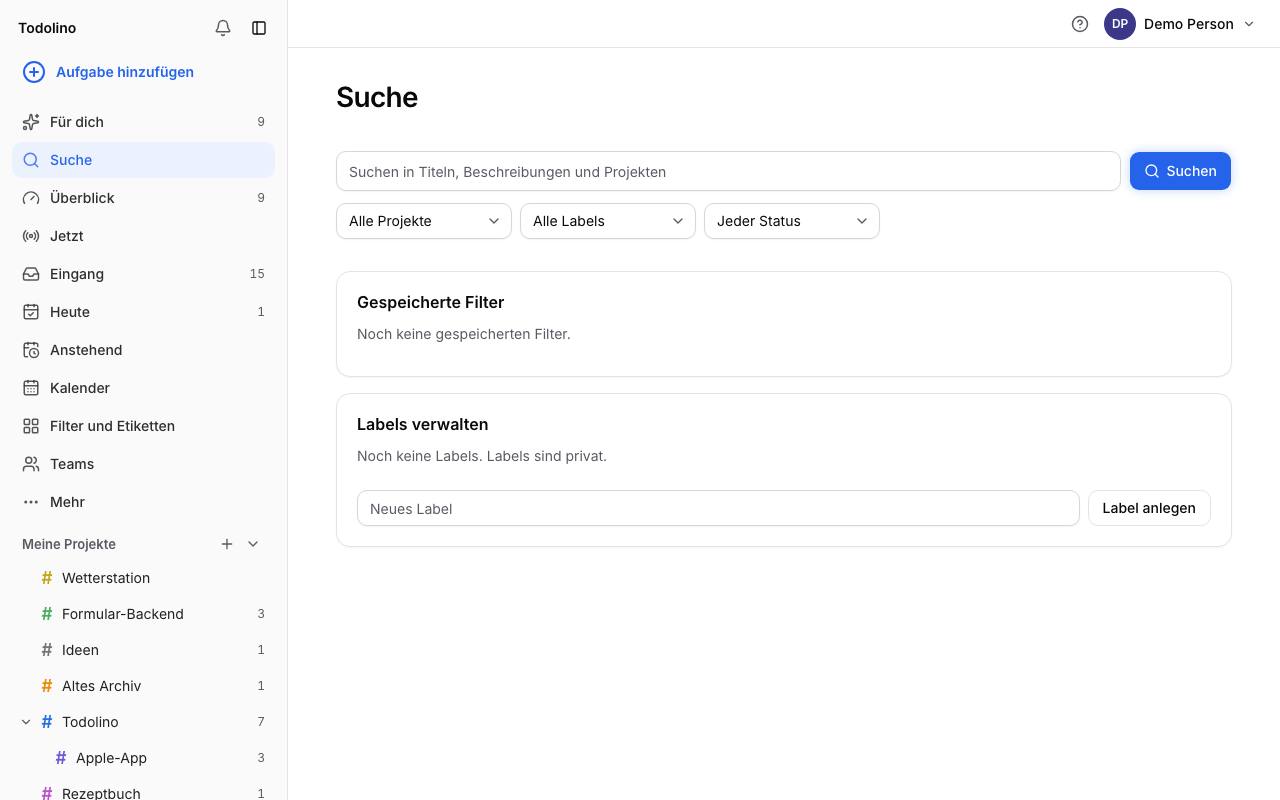 Todolino
Aufgabe hinzufügen
Für dich 9
Suche
Überblick 9
Jetzt
Eingang 15
Heute 1
Anstehend
Kalender
Filter und Etiketten
Teams
Mehr
Meine Projekte
# Wetterstation
# Formular-Backend 3
# Ideen 1
# Altes Archiv 1
# Todolino 7
# Apple-App 3
# Rezeptbuch 1
DP Demo Person
Suche
Suchen in Titeln, Beschreibungen und Projekten
Suchen
Alle Projekte Alle Labels Jeder Status
Gespeicherte Filter
Noch keine gespeicherten Filter.
Labels verwalten
Noch keine Labels. Labels sind privat.
Neues Label
Label anlegen